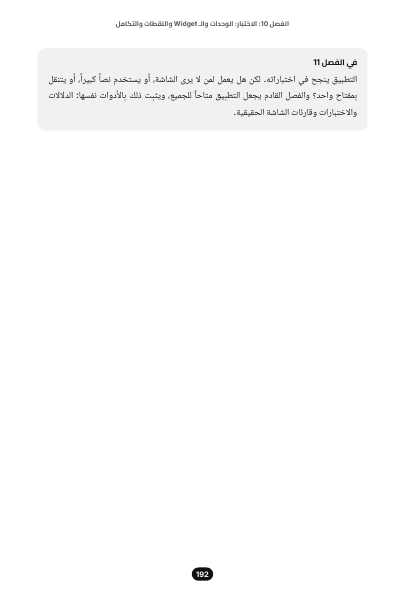 الفصل 10: الاختبار: الوحدات والـ Widget واللقطات والتكامل
في الفصل 11
التطبيق ينجح في اختباراته. لكن هل يعمل لمن لا يرى الشاشة، أو يستخدم نصاً كبيراً، أو يتنقل
بمفتاح واحد؟ والفصل القادم يجعل التطبيق متاحاً للجميع، ويثبت ذلك بالأدوات نفسها: الدلالات
والاختبارات وقارئات الشاشة الحقيقية.
192